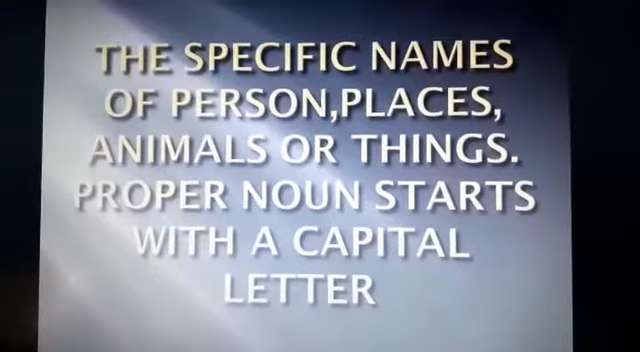 THE SPECIFIC NAMES
OF PERSON,PLACES,
ANIMALS OR THINGS.
PROPER NOUN STARTS
WITH A CAPITAL
LETTER